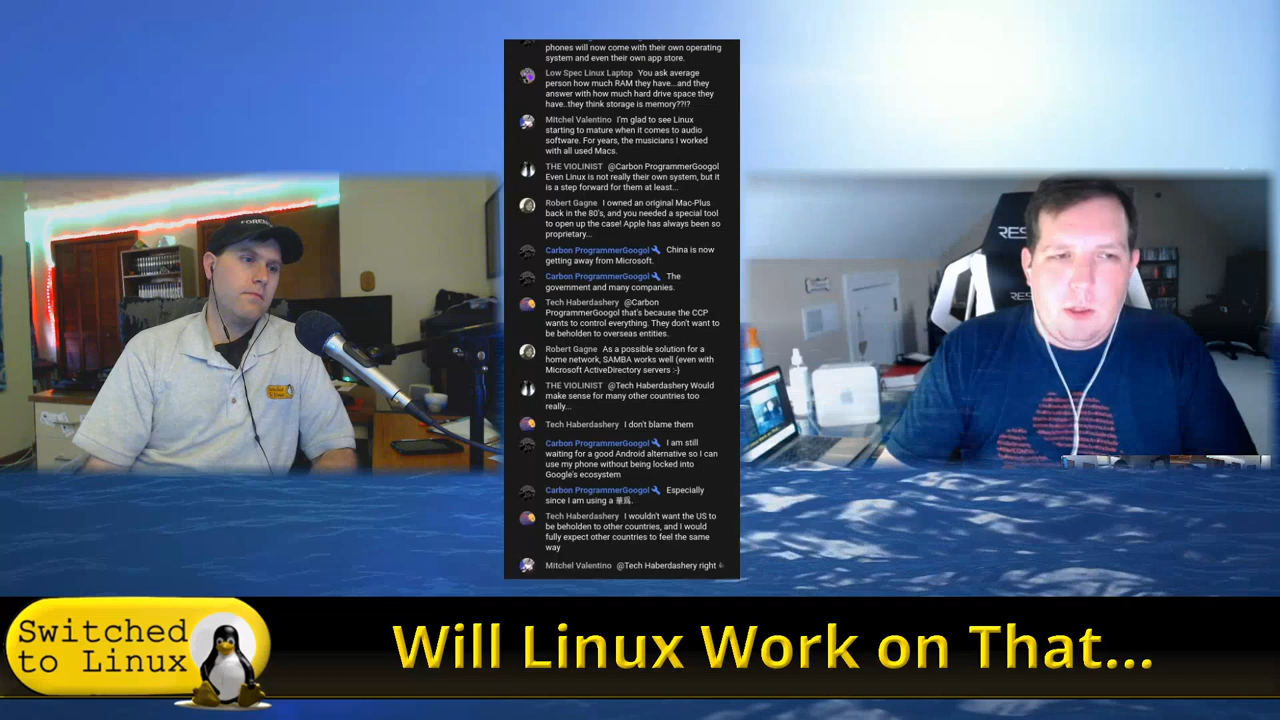 phones will now come with their own operating
system and even their own app store.
Low Spec Linux Laptop You ask average
person how much RAM they have...and they
answer with how much hard drive space they
have..they think storage is memory??!?
Mitchel Valentino I'm glad to see Linux
starting to mature when it comes to audio
software. For years, the musicians I worked
with all used Macs.
THE VIOLINIST @Carbon ProgrammerGoogol
Even Linux is not really their own system, but it
is a step forward for them at least...
Robert Gagne I owned an original Mac-Plus
back in the 80's, and you needed a special tool
to open up the case! Apple has always been so
proprietary...
Carbon ProgrammerGoogol China is now
getting away from Microsoft.
Carbon ProgrammerGoogol The
government and many companies.
Tech Haberdashery @Carbon
ProgrammerGoogol that's because the CCP
wants to control everything. They don't want to
be beholden to overseas entities.
Robert Gagne As a possible solution for a
home network, SAMBA works well (even with
Microsoft ActiveDirectory servers :-}
THE VIOLINIST @Tech Haberdashery Would
make sense for many other countries too
really...
Tech Haberdashery I don't blame them
Carbon ProgrammerGoogol I am still
waiting for a good Android alternative so I can
use my phone without being locked into
Google's ecosystem
Carbon ProgrammerGoogol Especially
since I am using a 華為.
Tech Haberdashery I wouldn't want the US to
be beholden to other countries, and I would
fully expect other countries to feel the same
way
Mitchel Valentino @Tech Haberdashery right
RES
RES
Switched
to Linux
Will Linux Work on That...